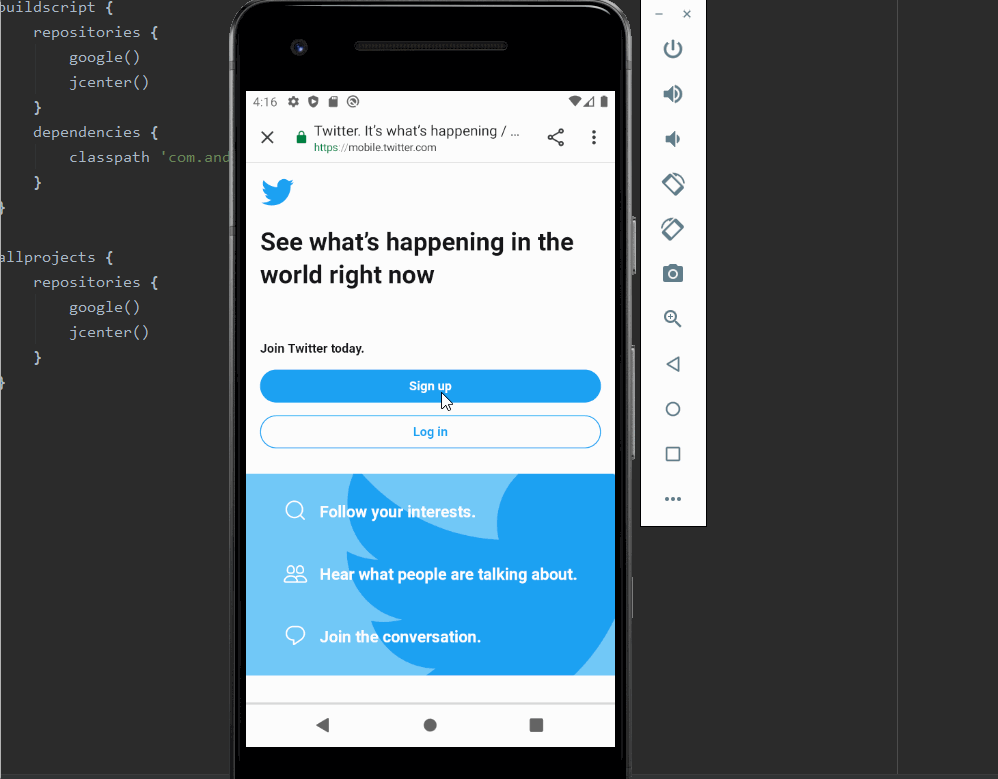 buildscript {
repositories {
google()
jcenter()
}
dependencies {
classpath 'com.and
}
}
allprojects {
repositories {
google()
jcenter()
}
}
4:16
Twitter. It's what's happening / ...
https://mobile.twitter.com
See what's happening in the
world right now
Join Twitter today.
Sign up
Log in
Follow your interests.
Hear what people are talking about.
Join the conversation.